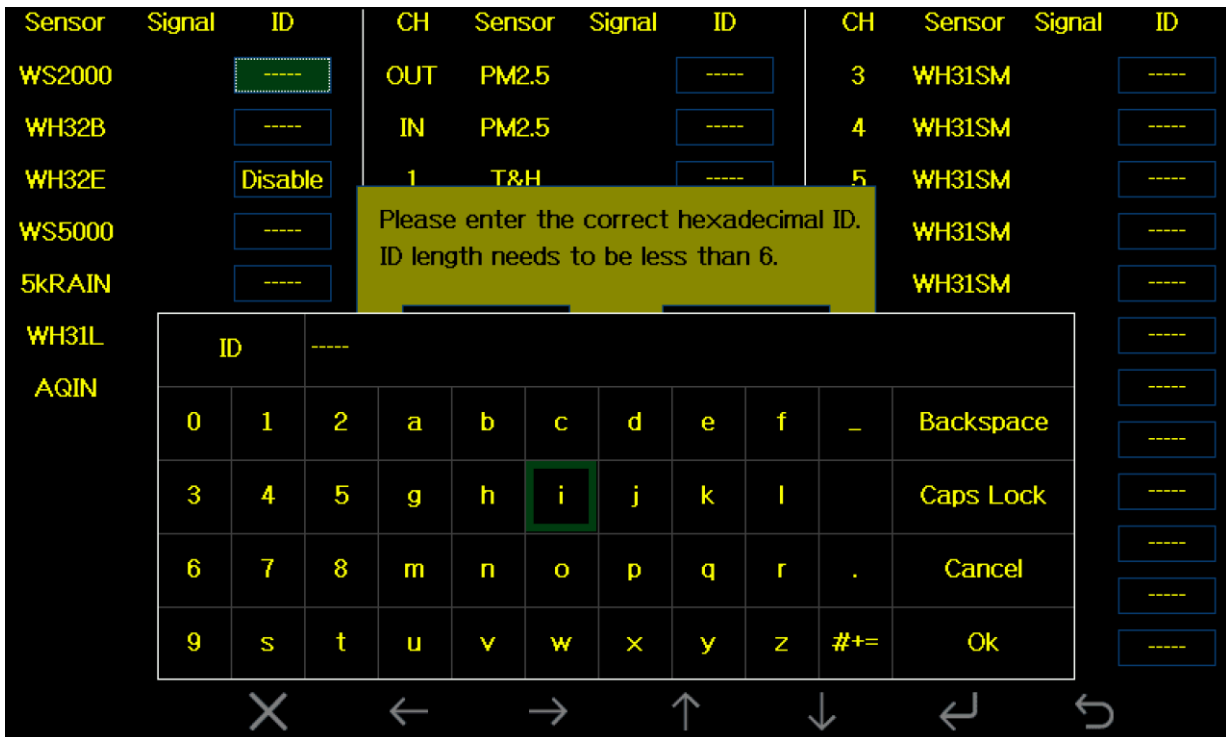 Sensor Signal ID CH Sensor Signal ID CH Sensor Signal ID
WS2000 ----- OUT PM2.5 ----- 3 WH31SM -----
WH32B ----- IN PM2.5 ----- 4 WH31SM -----
WH32E Disable 1 T&H ----- 5 WH31SM -----
Please enter the correct hexadecimal ID.
WS5000 ----- WH31SM -----
ID length needs to be less than 6.
5kRAIN ----- WH31SM -----
WH31L ID ----- -----
AQIN -----
0 1 2 a b c d e f _ Backspace -----
3 4 5 g h i j k l Caps Lock -----
-----
6 7 8 m n o p q r . Cancel
-----
9 s t u v w x y z #+= Ok -----